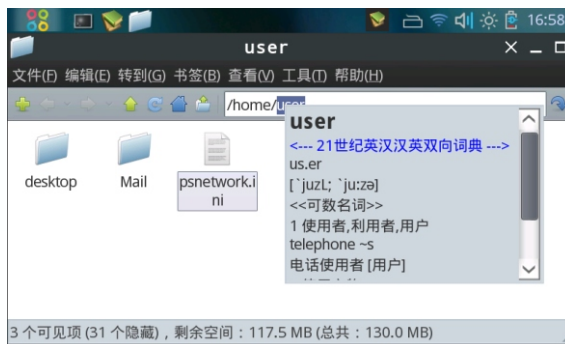 16:58
user
文件(F) 编辑(E) 转到(G) 书签(B) 查看(V) 工具(T) 帮助(H)
/home/user
desktop
Mail
psnetwork.i
ni
user
<--- 21世纪英汉汉英双向词典 --->
us.er
[`juzL; `ju:zə]
<<可数名词>>
1 使用者,利用者,用户
telephone ~s
电话使用者 [用户]
3 个可见项 (31 个隐藏) , 剩余空间 : 117.5 MB (总共 : 130.0 MB)